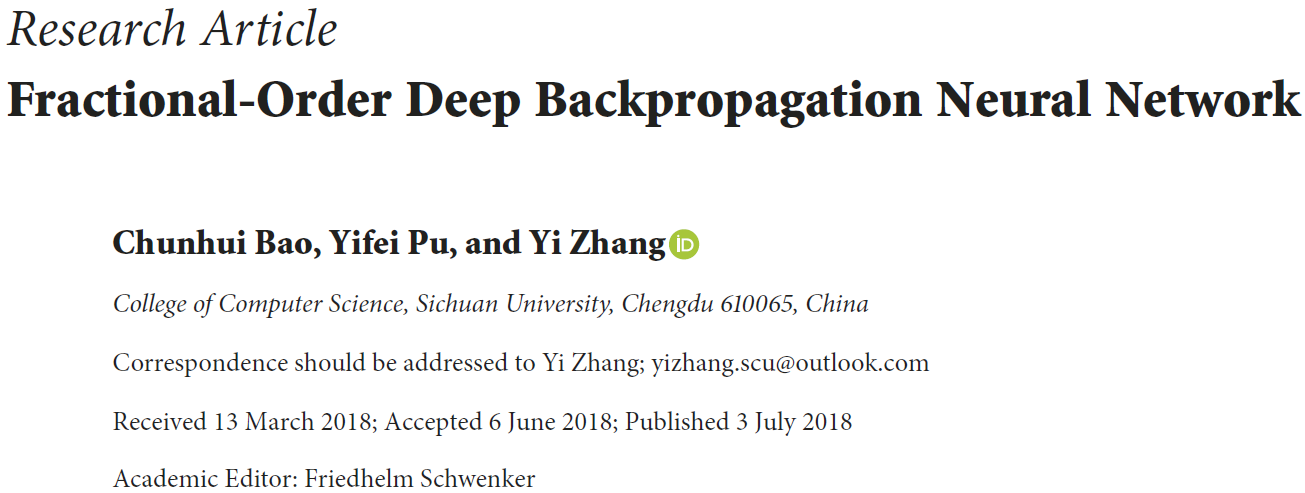 Research Article
Fractional-Order Deep Backpropagation Neural Network
Chunhui Bao, Yifei Pu, and Yi Zhang iD
College of Computer Science, Sichuan University, Chengdu 610065, China
Correspondence should be addressed to Yi Zhang; yizhang.scu@outlook.com
Received 13 March 2018; Accepted 6 June 2018; Published 3 July 2018
Academic Editor: Friedhelm Schwenker